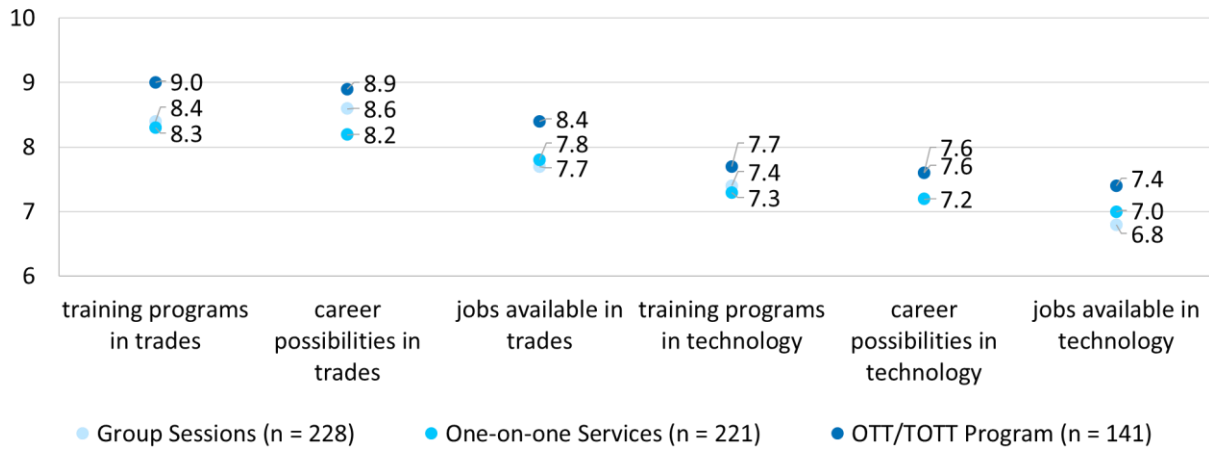 10
9
8
7
6
9.0
8.4
8.3
8.9
8.6
8.2
8.4
7.8
7.7
7.7
7.4
7.3
7.6
7.6
7.2
7.4
7.0
6.8
training programs
in trades
career
possibilities in
trades
jobs available in
trades
training programs
in technology
career
possibilities in
technology
jobs available in
technology
Group Sessions (n = 228)
One-on-one Services (n = 221)
OTT/TOTT Program (n = 141)